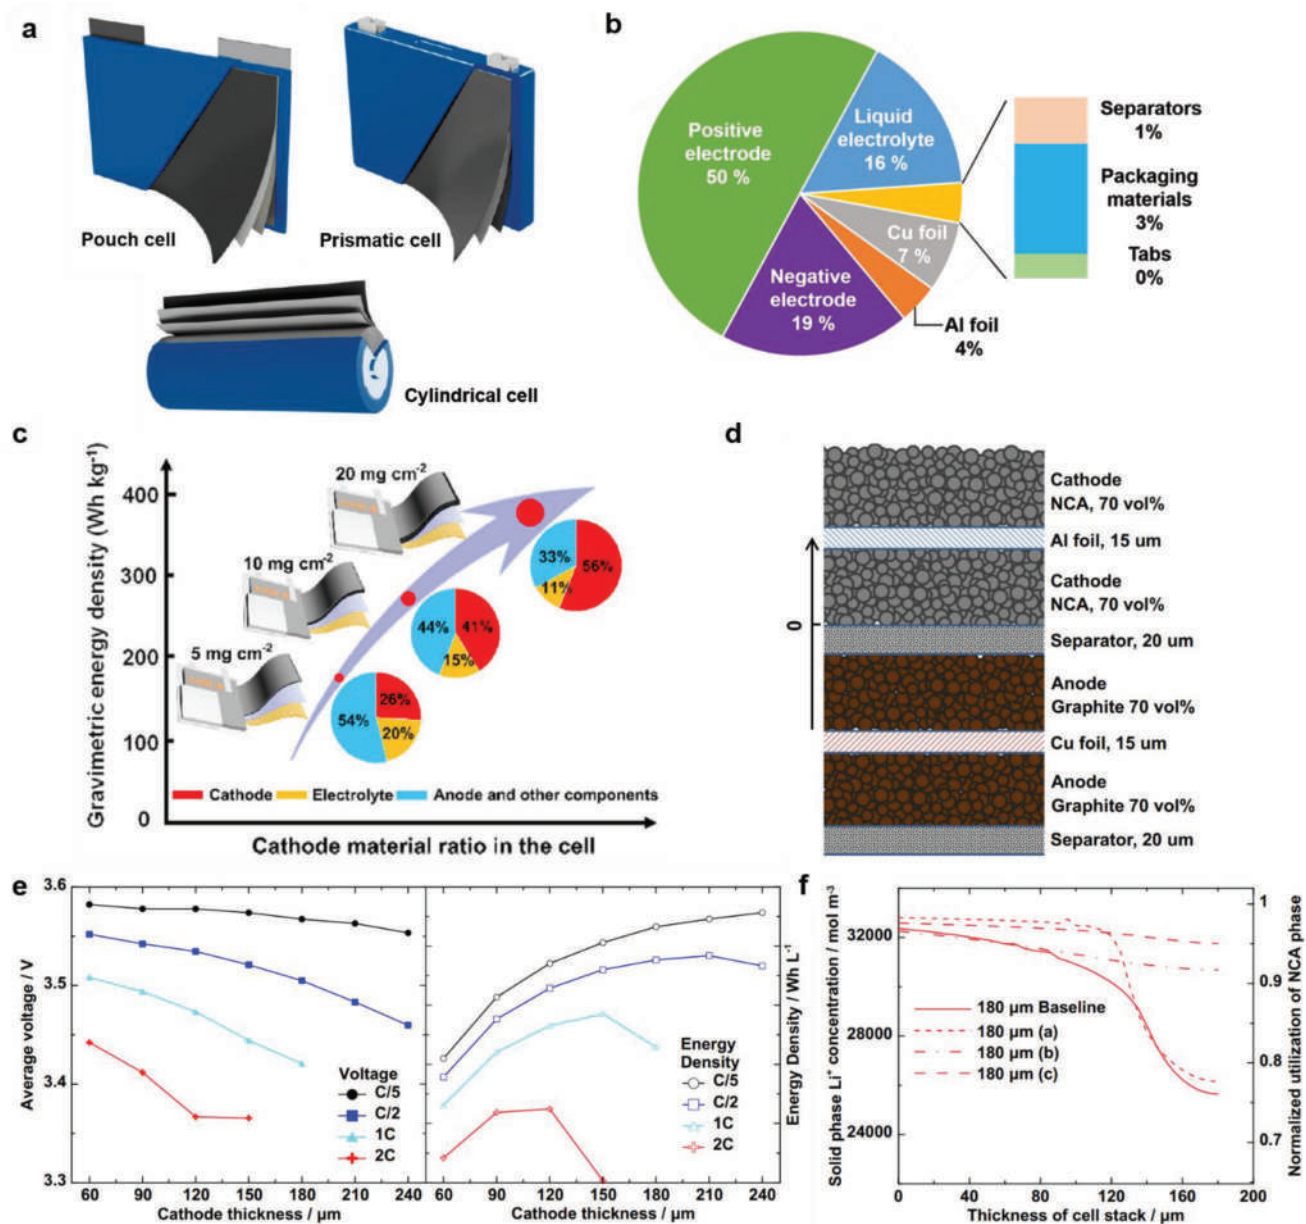 a
Pouch cell
Prismatic cell
Cylindrical cell
b
Positive
electrode
50 %
Liquid
electrolyte
16 %
Cu foil
7 %
Negative
electrode
19 %
Al foil
4%
Separators
1%
Packaging
materials
3%
Tabs
0%
c
Gravimetric energy density (Wh kg⁻¹)
400
300
200
100
0
20 mg cm⁻²
10 mg cm⁻²
5 mg cm⁻²
33%
56%
11%
44%
41%
15%
54%
26%
20%
Cathode
Electrolyte
Anode and other components
Cathode material ratio in the cell
d
0
Cathode
NCA, 70 vol%
Al foil, 15 um
Cathode
NCA, 70 vol%
Separator, 20 um
Anode
Graphite 70 vol%
Cu foil, 15 um
Anode
Graphite 70 vol%
Separator, 20 um
e
Average voltage / V
3.6
3.5
3.4
3.3
Voltage
C/5
C/2
1C
2C
60 90 120 150 180 210 240
Cathode thickness / µm
Energy
Density
C/5
C/2
1C
2C
60 90 120 150 180 210 240
Cathode thickness / µm
Energy Density / Wh L⁻¹
f
Solid phase Li⁺ concentration / mol m⁻³
32000
28000
24000
180 µm Baseline
180 µm (a)
180 µm (b)
180 µm (c)
1
0.9
0.8
0.7
Normalized utilization of NCA phase
0 40 80 120 160 200
Thickness of cell stack / µm